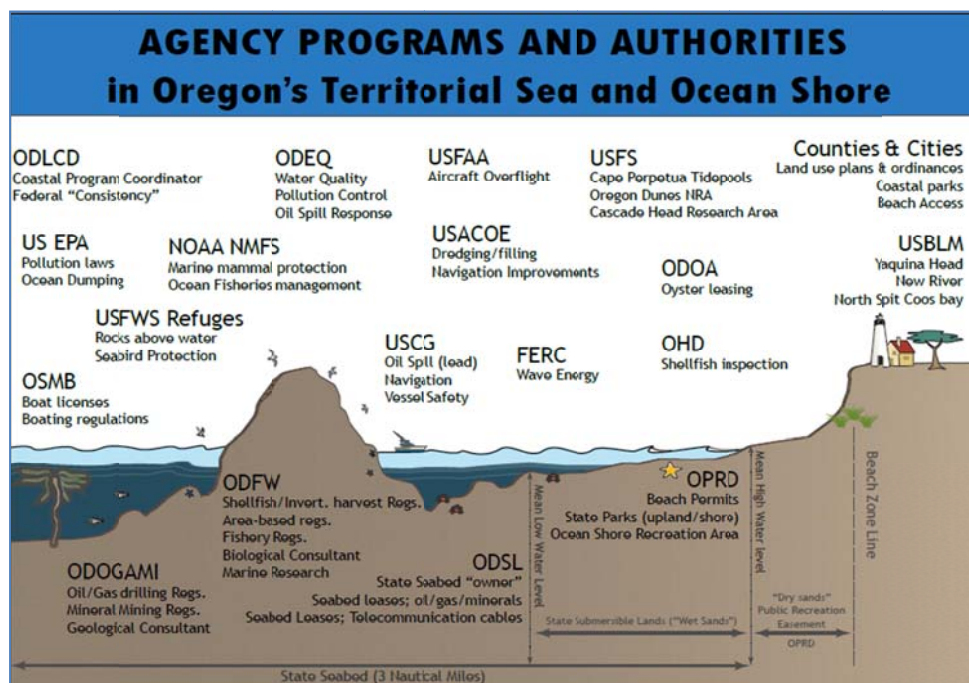 AGENCY PROGRAMS AND AUTHORITIES
in Oregon's Territorial Sea and Ocean Shore
ODLCD
Coastal Program Coordinator
Federal "Consistency"
ODEQ
Water Quality
Pollution Control
Oil Spill Response
USFAA
Aircraft Overflight
USFS
Cape Perpetua Tidepools
Oregon Dunes NRA
Cascade Head Research Area
Counties & Cities
Land use plans & ordinances
Coastal parks
Beach Access
US EPA
Pollution laws
Ocean Dumping
NOAA NMFS
Marine mammal protection
Ocean Fisheries management
USACOE
Dredging/filling
Navigation Improvements
ODOA
Oyster leasing
USBLM
Yaquina Head
New River
North Spit Coos bay
USFWS Refuges
Rocks above water
Seabird Protection
USCG
Oil Spill (lead)
Navigation
Vessel Safety
FERC
Wave Energy
OHD
Shellfish inspection
OSMB
Boat licenses
Boating regulations
ODFW
Shellfish/Invert. harvest Regs.
Area-based regs.
Fishery Regs.
Biological Consultant
Marine Research
OPRD
Beach Permits
State Parks (upland/shore)
Ocean Shore Recreation Area
ODOGAMI
Oil/Gas drilling Regs.
Mineral Mining Regs.
Geological Consultant
ODSL
State Seabed "owner"
Seabed leases; oil/gas/minerals
Seabed Leases; Telecommunication cables
Mean Low Water Level
Mean High Water level
Beach Zone Line
State Submersible Lands ("Wet Sands")
"Dry sands"
Public Recreation
Easement
OPRD
State Seabed (3 Nautical Miles)